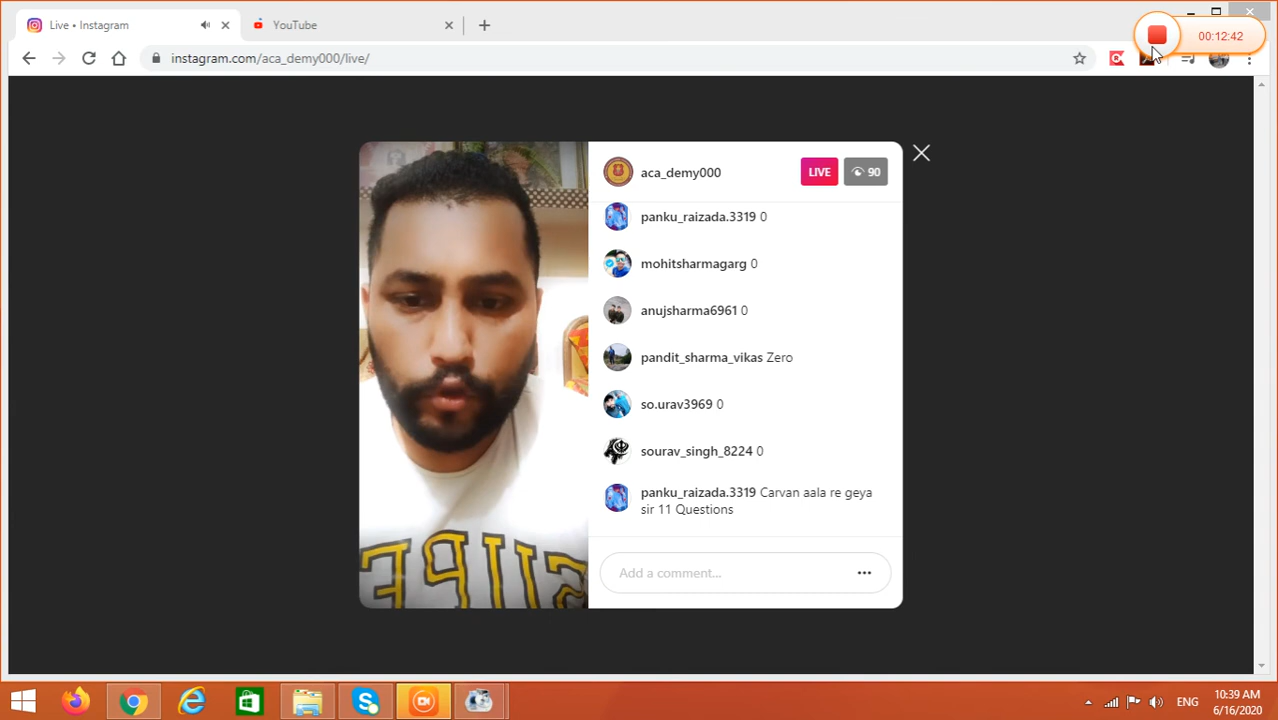 Live • Instagram
YouTube
00:12:42
instagram.com/aca_demy000/live/
aca_demy000
LIVE
90
panku_raizada.3319 0
mohitsharmagarg 0
anujsharma6961 0
pandit_sharma_vikas Zero
so.urav3969 0
sourav_singh_8224 0
panku_raizada.3319 Carvan aala re geya
sir 11 Questions
Add a comment...
ENG
10:39 AM
6/16/2020